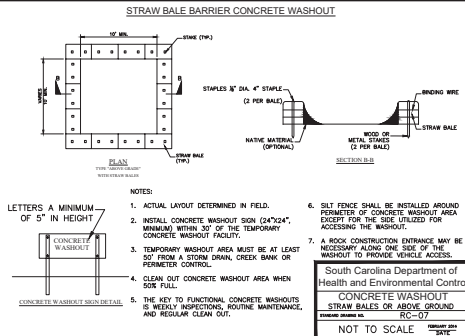 STRAW BALE BARRIER CONCRETE WASHOUT
10' MIN.
STAKE (TYP.)
B
B
VARIES
10' MIN.
STRAW BALE
(TYP.)
PLAN
TYPE "ABOVE GRADE"
WITH STRAW BALES
STAPLES ⅛" DIA. 4" STAPLE
(2 PER BALE)
BINDING WIRE
STRAW BALE
NATIVE MATERIAL
(OPTIONAL)
WOOD OR
METAL STAKES
(2 PER BALE)
SECTION B-B
LETTERS A MINIMUM
OF 5" IN HEIGHT
CONCRETE
WASHOUT
CONCRETE WASHOUT SIGN DETAIL
NOTES:
1. ACTUAL LAYOUT DETERMINED IN FIELD.
2. INSTALL CONCRETE WASHOUT SIGN (24"X24",
MINIMUM) WITHIN 30' OF THE TEMPORARY
CONCRETE WASHOUT FACILITY.
3. TEMPORARY WASHOUT AREA MUST BE AT LEAST
50' FROM A STORM DRAIN, CREEK BANK OR
PERIMETER CONTROL.
4. CLEAN OUT CONCRETE WASHOUT AREA WHEN
50% FULL.
5. THE KEY TO FUNCTIONAL CONCRETE WASHOUTS
IS WEEKLY INSPECTIONS, ROUTINE MAINTENANCE,
AND REGULAR CLEAN OUT.
6. SILT FENCE SHALL BE INSTALLED AROUND
PERIMETER OF CONCRETE WASHOUT AREA
EXCEPT FOR THE SIDE UTILIZED FOR
ACCESSING THE WASHOUT.
7. A ROCK CONSTRUCTION ENTRANCE MAY BE
NECESSARY ALONG ONE SIDE OF THE
WASHOUT TO PROVIDE VEHICLE ACCESS.
South Carolina Department of
Health and Environmental Contro
CONCRETE WASHOUT
STRAW BALES OR ABOVE GROUND
STANDARD DRAWING NO. RC-07
NOT TO SCALE
FEBRUARY 2014
DATE